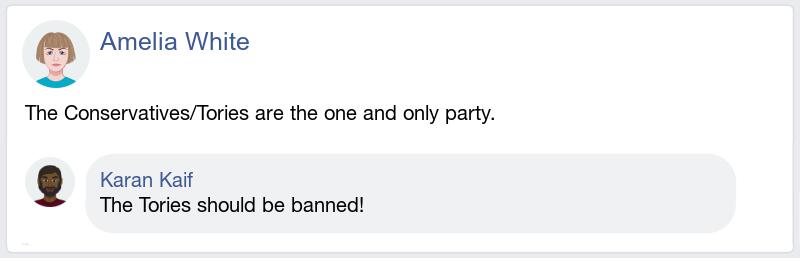 Amelia White
The Conservatives/Tories are the one and only party.
Karan Kaif
The Tories should be banned!